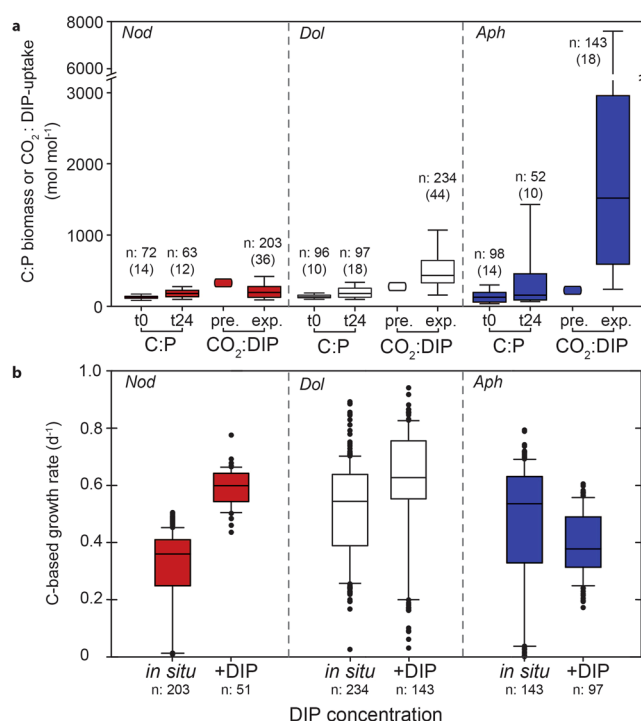 a
Nod
Dol
Aph
C:P biomass or CO2: DIP-uptake
(mol mol-1)
8000
6000
3000
2000
1000
0
n: 72
(14)
n: 63
(12)
n: 203
(36)
n: 96
(10)
n: 97
(18)
n: 234
(44)
n: 98
(14)
n: 52
(10)
n: 143
(18)
t0 t24 pre. exp. t0 t24 pre. exp. t0 t24 pre. exp.
C:P CO2:DIP C:P CO2:DIP C:P CO2:DIP
b
Nod
Dol
Aph
C-based growth rate (d-1)
1.0
0.8
0.6
0.4
0.2
0
in situ +DIP in situ +DIP in situ +DIP
n: 203 n: 51 n: 234 n: 143 n: 143 n: 97
DIP concentration